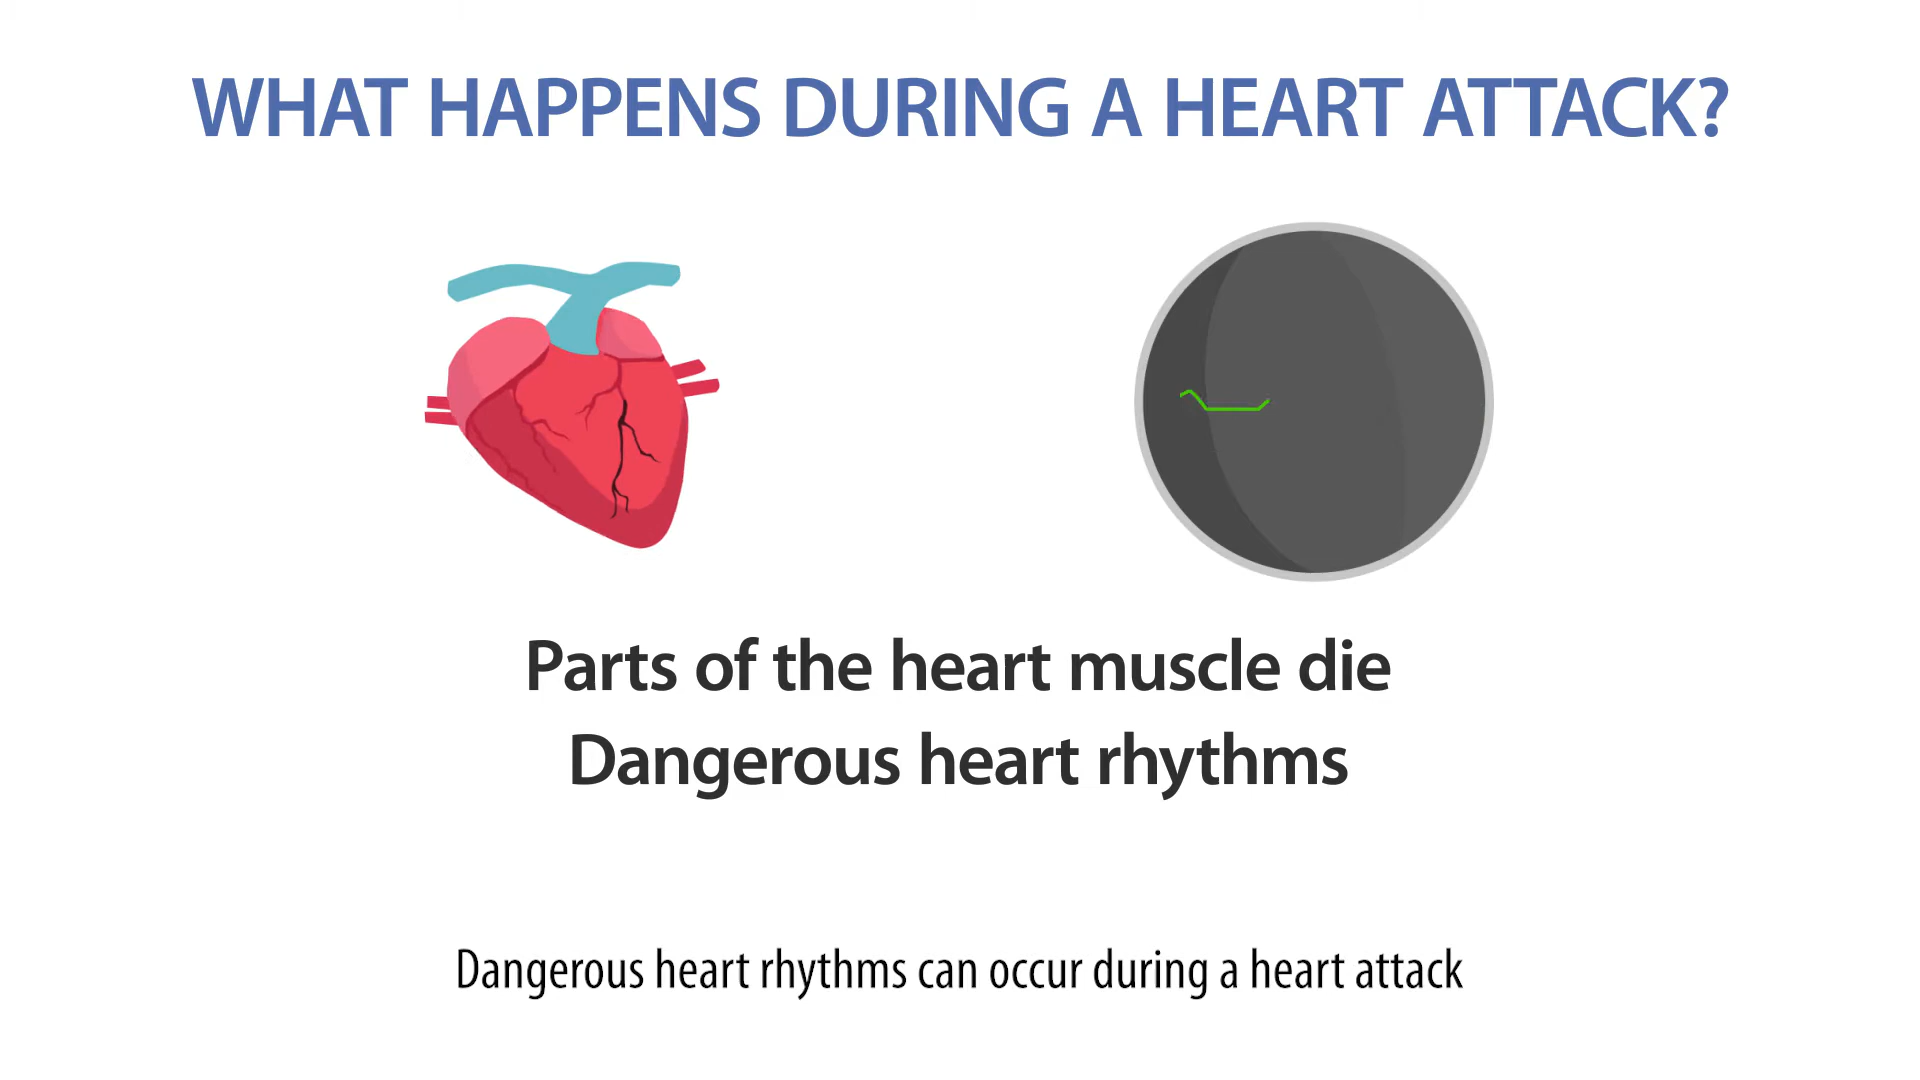 WHAT HAPPENS DURING A HEART ATTACK?
Parts of the heart muscle die
Dangerous heart rhythms
Dangerous heart rhythms can occur during a heart attack